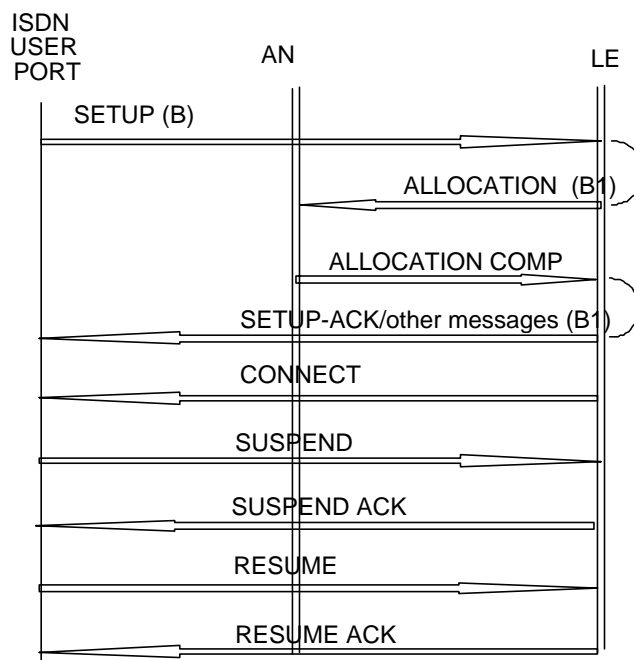 ISDN
USER
PORT
AN
LE
SETUP (B)
ALLOCATION (B1)
ALLOCATION COMP
SETUP-ACK/other messages (B1)
CONNECT
SUSPEND
SUSPEND ACK
RESUME
RESUME ACK